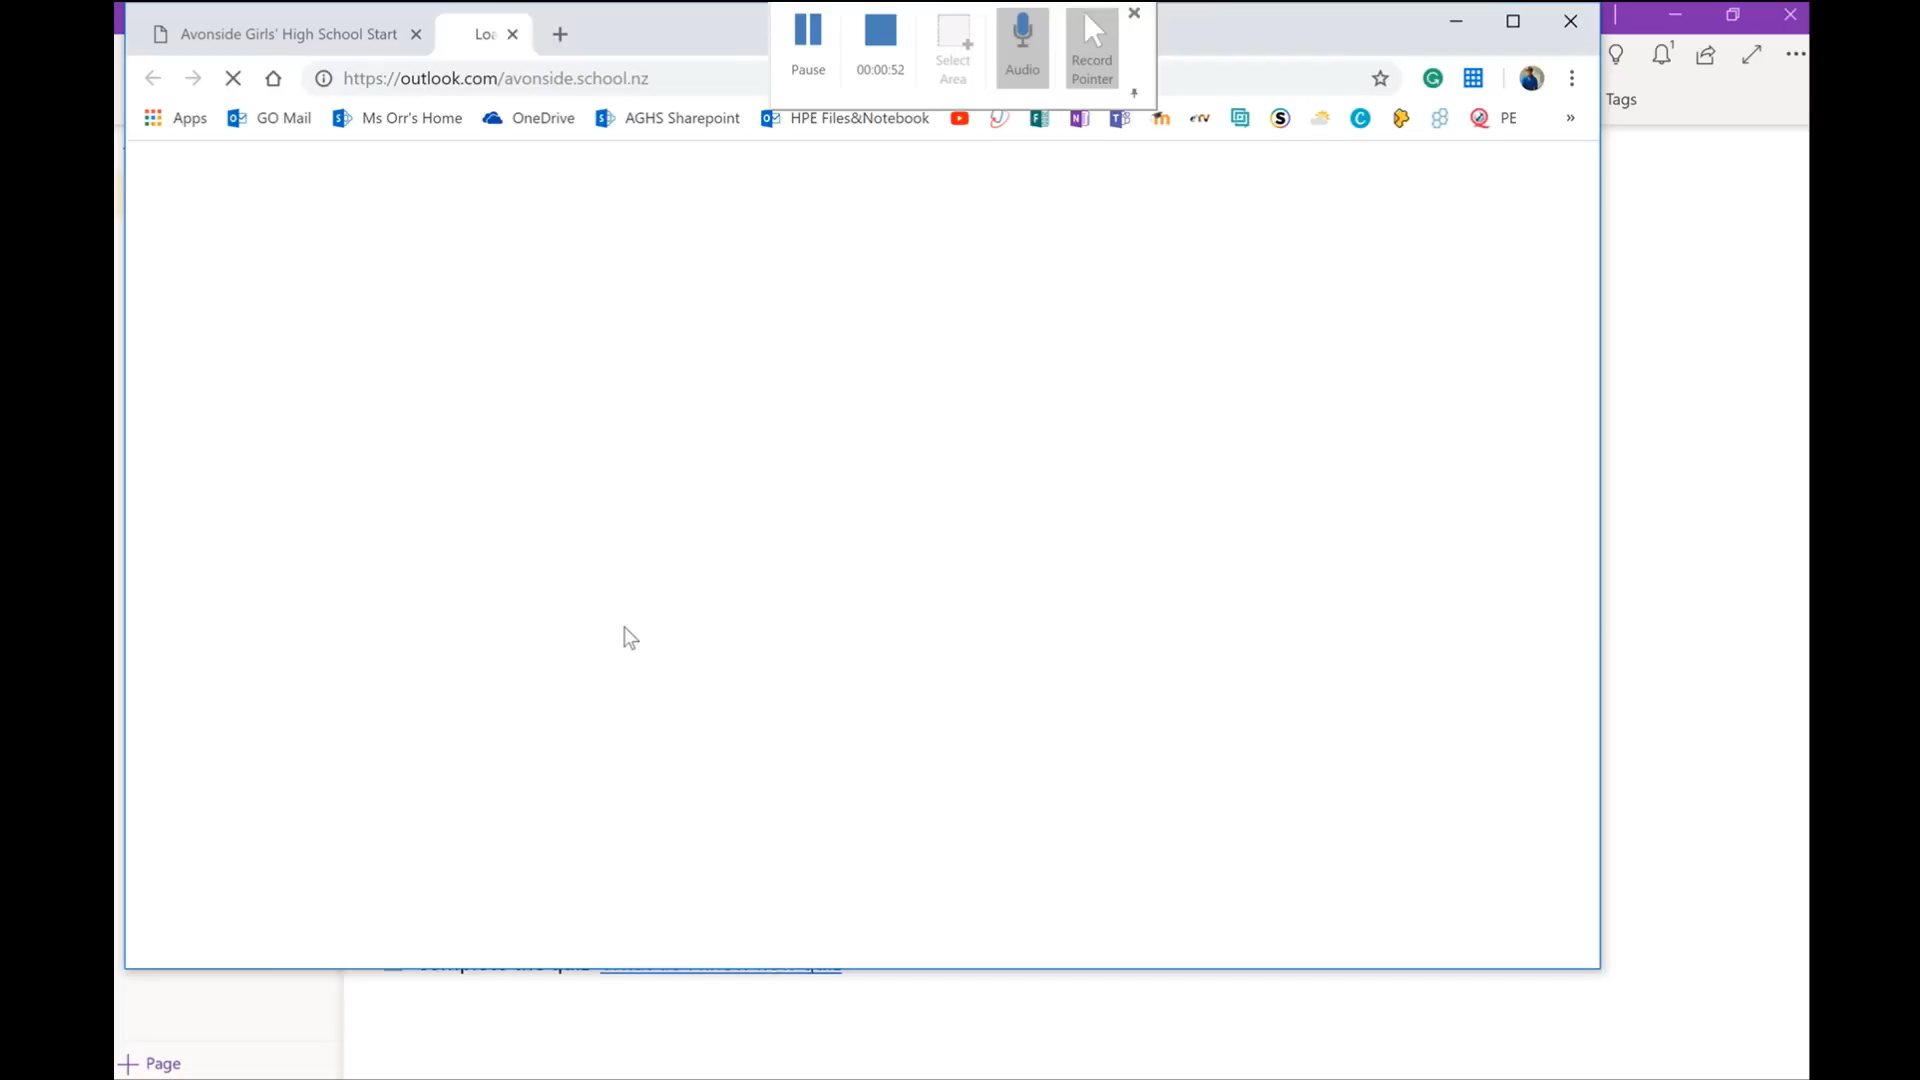 Avonside Girls' High School Start
Loa
Pause
00:00:52
Select
Area
Audio
Record
Pointer
https://outlook.com/avonside.school.nz
Apps
GO Mail
Ms Orr's Home
OneDrive
AGHS Sharepoint
HPE Files&Notebook
PE
»
Tags
Page